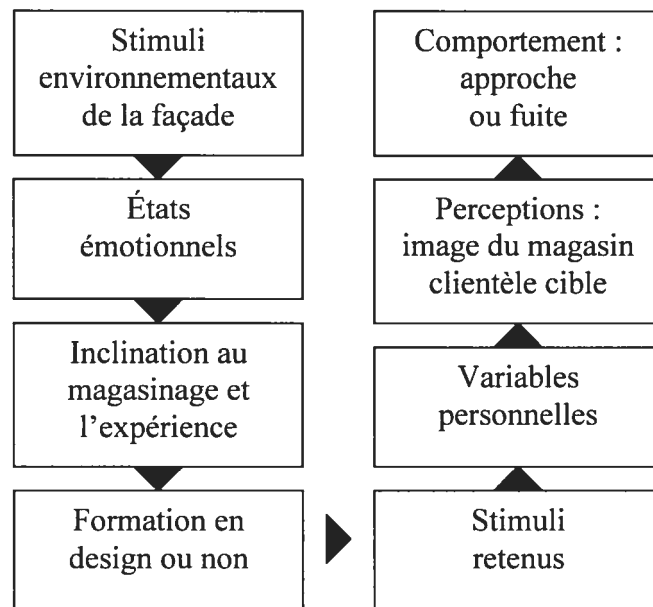 Stimuli
environnementaux
de la façade
États
émotionnels
Inclination au
magasinage et
l’expérience
Formation en
design ou non
Stimuli
retenus
Variables
personnelles
Perceptions :
image du magasin
clientèle cible
Comportement :
approche
ou fuite